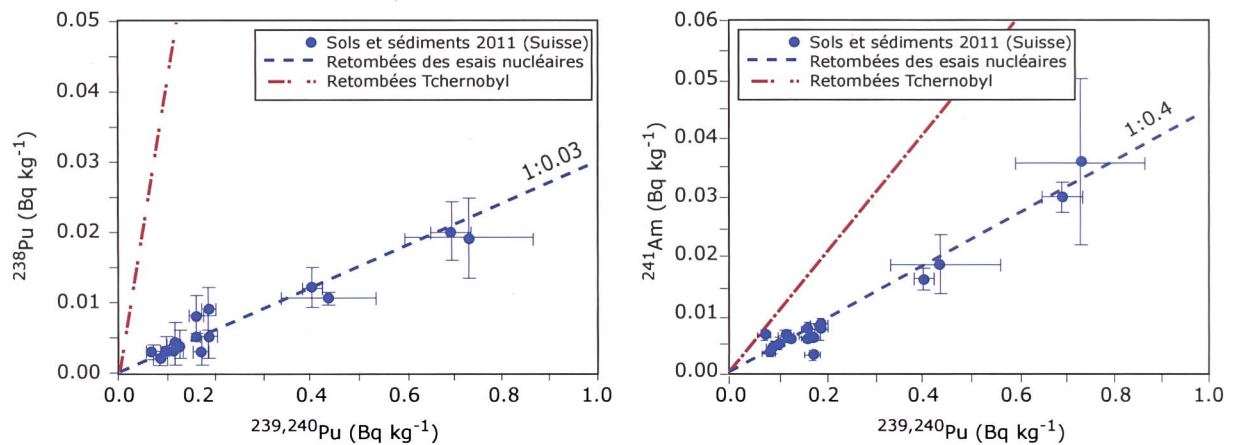 0.05
0.04
0.03
0.02
0.01
0.00
²³⁸Pu (Bq kg⁻¹)
Sols et sédiments 2011 (Suisse)
Retombées des esais nucléaires
Retombées Tchernobyl
1:0.03
0.0 0.2 0.4 0.6 0.8 1.0
²³⁹,²⁴⁰Pu (Bq kg⁻¹)
0.06
0.05
0.04
0.03
0.02
0.01
0.00
²⁴¹Am (Bq kg⁻¹)
Sols et sédiments 2011 (Suisse)
Retombées des esais nucléaires
Retombées Tchernobyl
1:0.4
0.0 0.2 0.4 0.6 0.8 1.0
²³⁹,²⁴⁰Pu (Bq kg⁻¹)